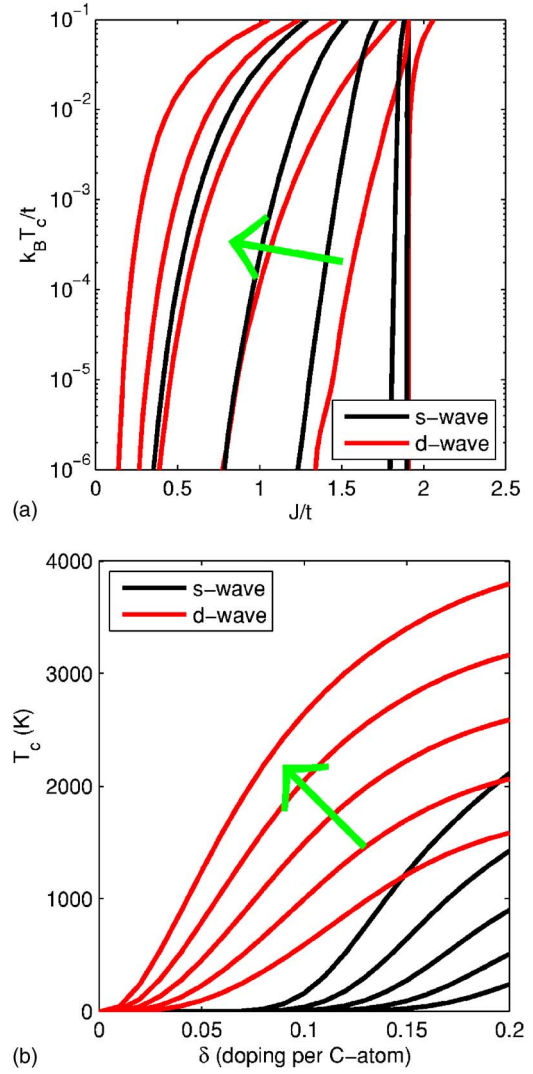 10^-1
10^-2
10^-3
10^-4
10^-5
10^-6
k_B T_c/t
s-wave
d-wave
0 0.5 1 1.5 2 2.5
J/t
(a)
4000
3000
2000
1000
0
T_c (K)
s-wave
d-wave
0 0.05 0.1 0.15 0.2
δ (doping per C-atom)
(b)